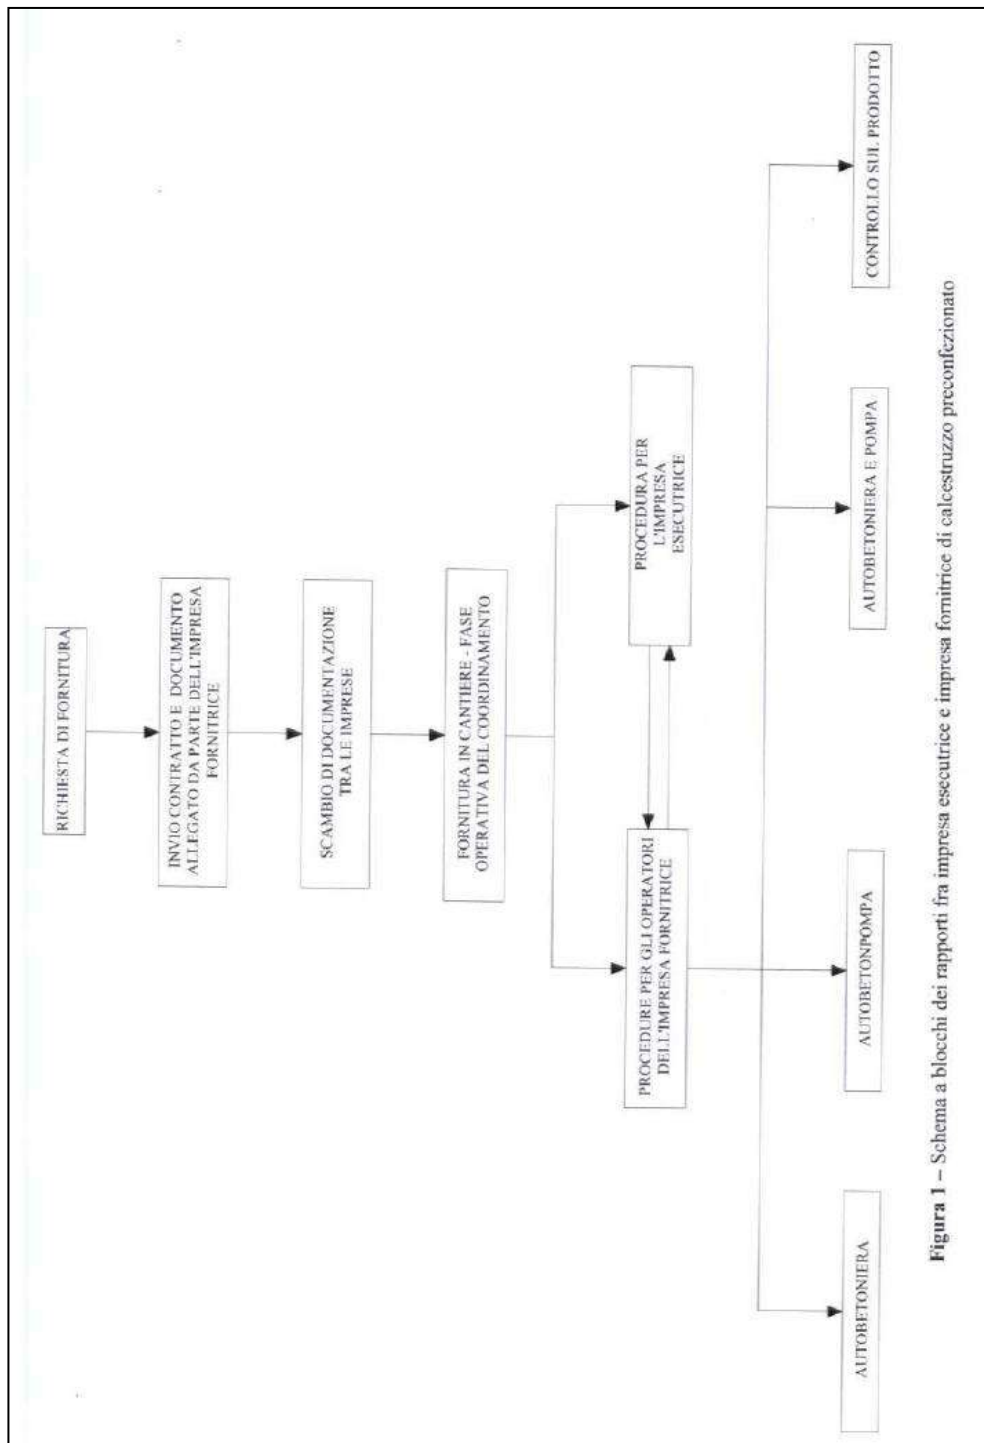 RICHIESTA DI FORNITURA
INVIO CONTRATTO E DOCUMENTO
ALLEGATO DA PARTE DELL'IMPRESA
FORNITRICE
SCAMBIO DI DOCUMENTAZIONE
TRA LE IMPRESE
FORNITURA IN CANTIERE - FASE
OPERATIVA DEL COORDINAMENTO
PROCEDURE PER GLI OPERATORI
DELL'IMPRESA FORNITRICE
PROCEDURA PER
L'IMPRESA
ESECUTRICE
AUTOBETONIERA
AUTOBETONPOMPA
AUTOBETONIERA E POMPA
CONTROLLO SUL PRODOTTO
Figura 1 – Schema a blocchi dei rapporti fra impresa esecutrice e impresa fornitrice di calcestruzzo preconfezionato